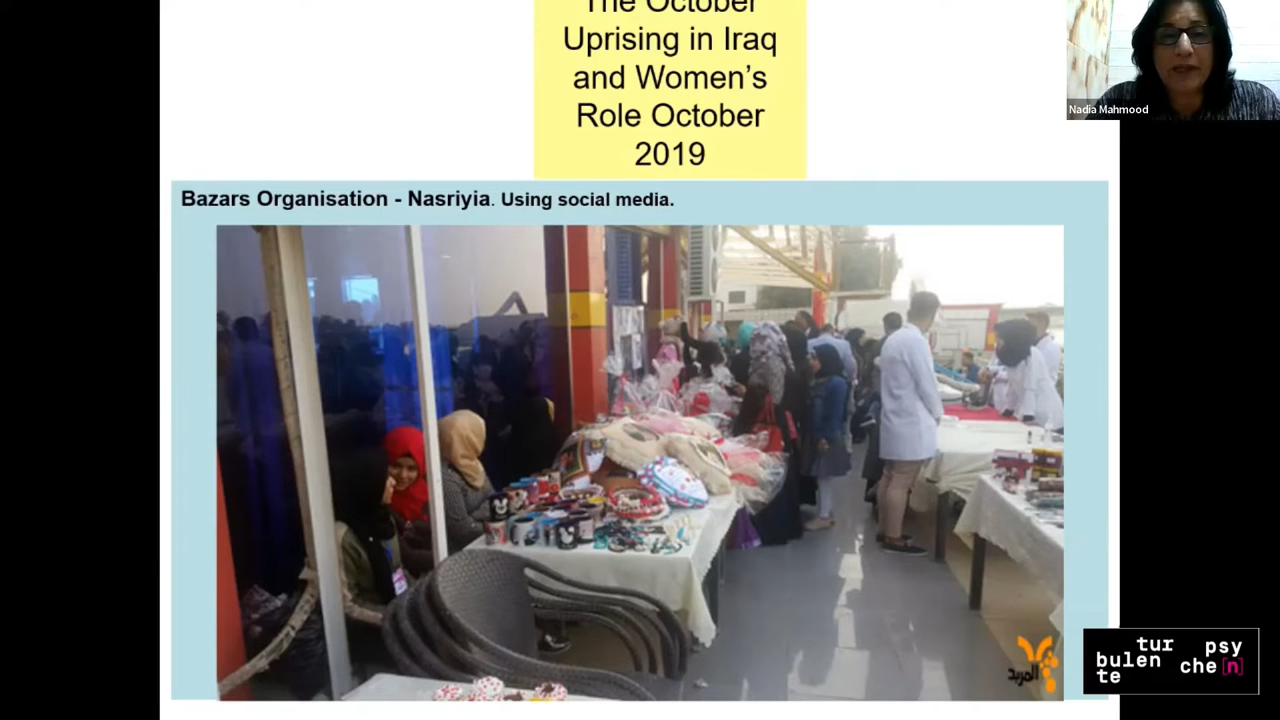 The October
Uprising in Iraq
and Women's
Role October
2019
Nadia Mahmood
Bazars Organisation - Nasriyia. Using social media.
المربد
tur psy
bulen che[n]
te